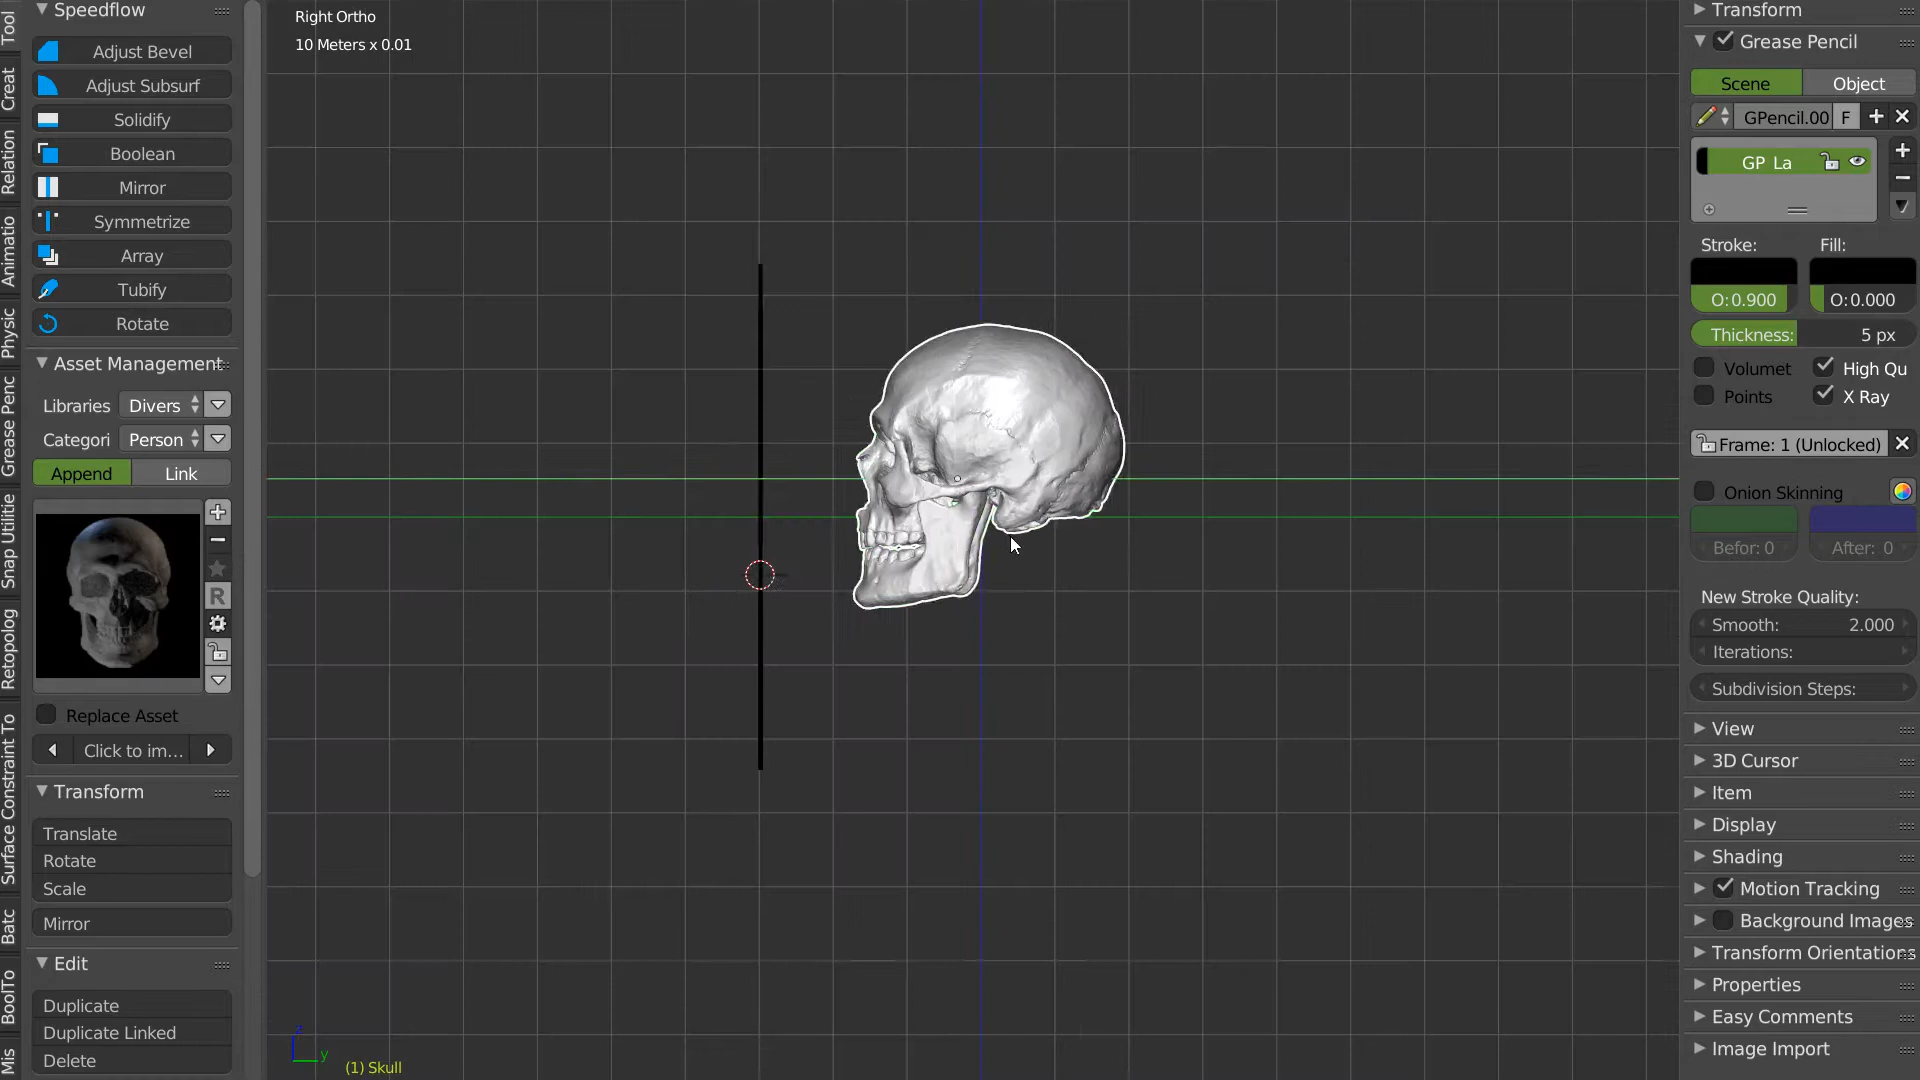 Tool
Creat
Relation
Animatio
Physic
Grease Penc
Snap Utilitie
Retopolog
Surface Constraint To
Batc
BoolTo
Mis
Speedflow
Adjust Bevel
Adjust Subsurf
Solidify
Boolean
Mirror
Symmetrize
Array
Tubify
Rotate
Asset Management
Libraries Divers
Categori Person
Append Link
R
Replace Asset
Click to im...
Transform
Translate
Rotate
Scale
Mirror
Edit
Duplicate
Duplicate Linked
Delete
Right Ortho
10 Meters x 0.01
z
y
(1) Skull
Transform
Grease Pencil
Scene Object
GPencil.00 F
GP_La
Stroke: Fill:
O:0.900 O:0.000
Thickness: 5 px
Volumet High Qu
Points X Ray
Frame: 1 (Unlocked)
Onion Skinning
Befor: 0 After: 0
New Stroke Quality:
Smooth: 2.000
Iterations:
Subdivision Steps:
View
3D Cursor
Item
Display
Shading
Motion Tracking
Background Images
Transform Orientations
Properties
Easy Comments
Image Import